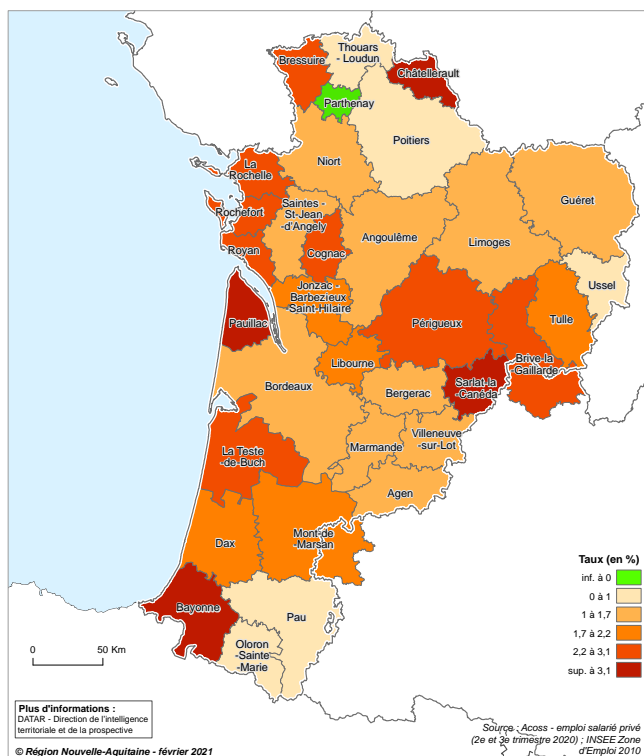 Thouars
- Loudun
Bressuire
Châtellerault
Parthenay
Poitiers
Niort
La
Rochelle
Guéret
Saintes -
St-Jean
-d'Angely
Rochefort
Angoulême
Limoges
Royan
Cognac
Ussel
Jonzac -
Barbezieux
-Saint-Hilaire
Pauillac
Périgueux
Tulle
Libourne
Brive-la
Gaillarde
Bordeaux
Bergerac
Sarlat-la
-Canéda
Villeneuve
-sur-Lot
Marmande
La Teste
-de-Buch
Agen
Dax
Mont-de
-Marsan
Bayonne
Pau
Oloron
-Sainte
-Marie
Taux (en %)
inf. à 0
0 à 1
1 à 1,7
1,7 à 2,2
2,2 à 3,1
sup. à 3,1
0 50 Km
Plus d'informations :
DATAR - Direction de l'intelligence
territoriale et de la prospective
© Région Nouvelle-Aquitaine - février 2021
Source : Acoss - emploi salarié privé
(2e et 3e trimestre 2020) ; INSEE Zone
d'Emploi 2010